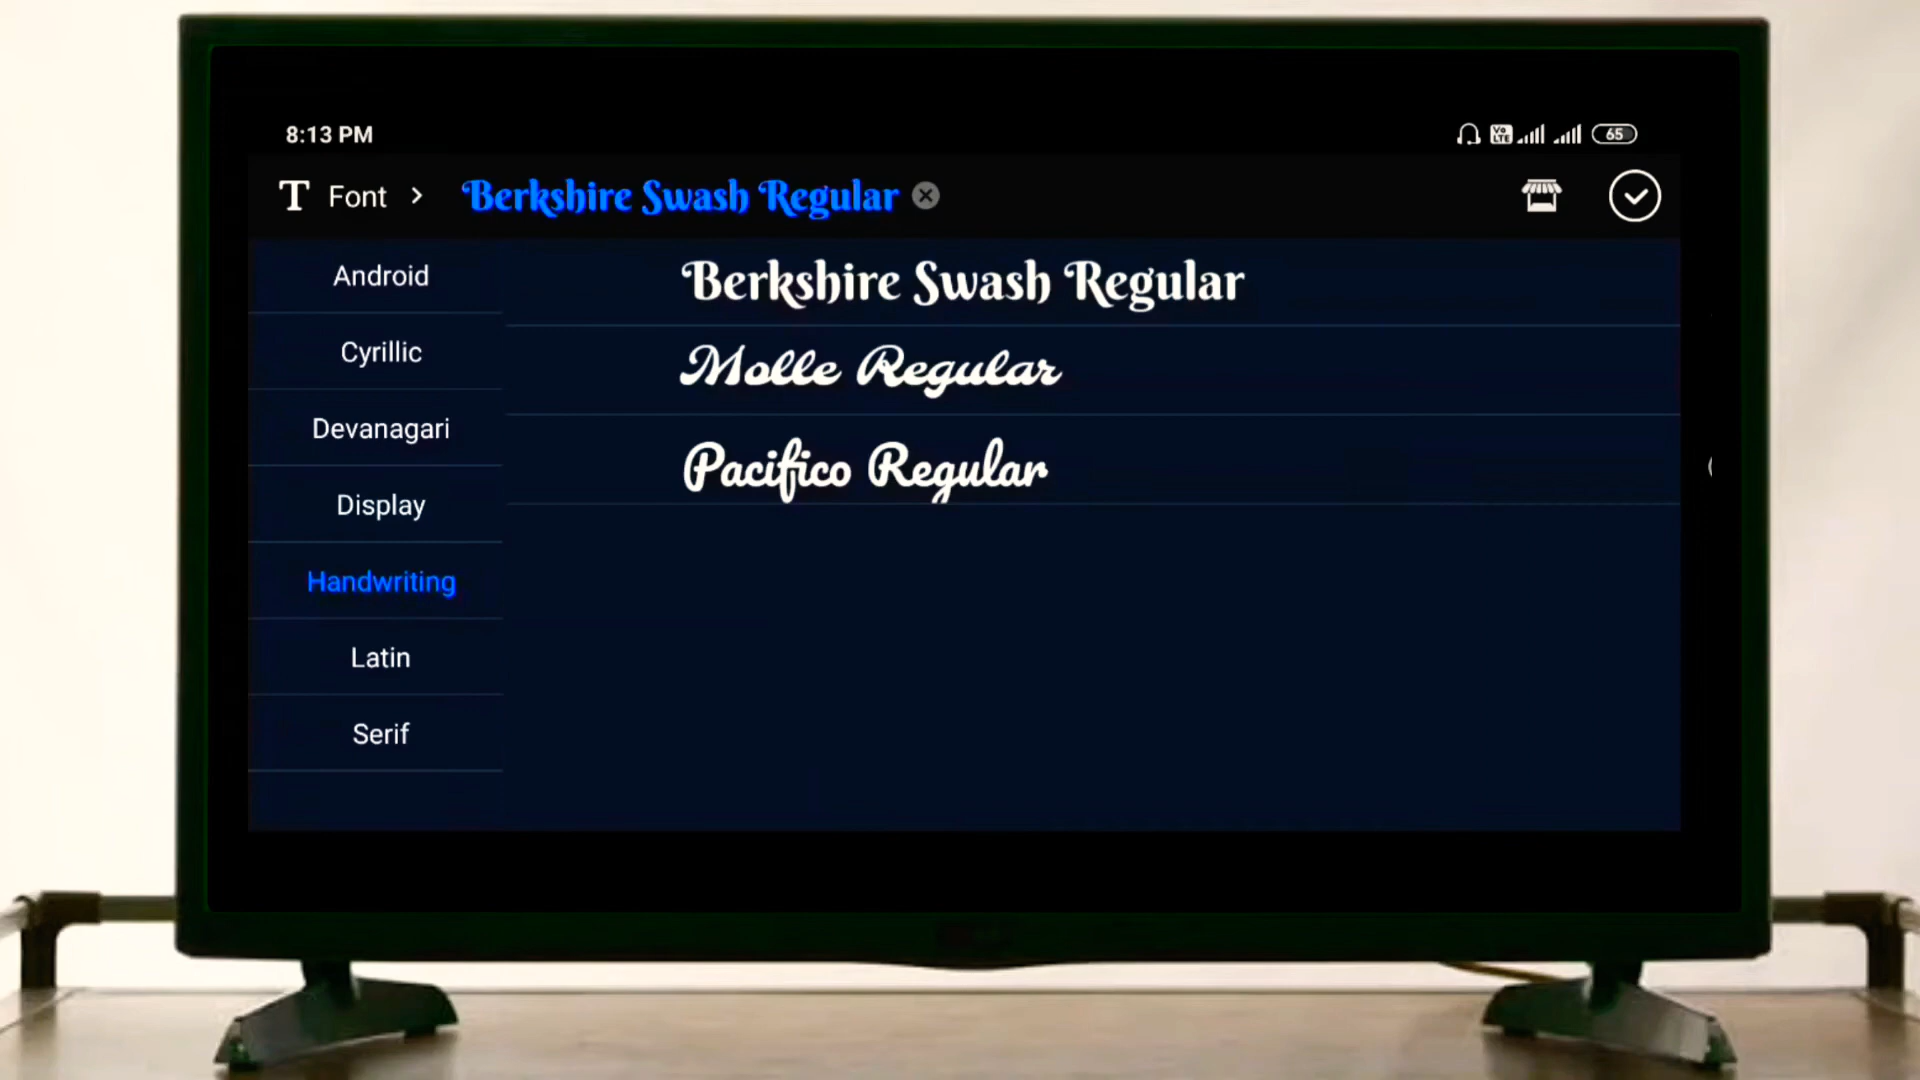 8:13 PM
VoLTE
65
T Font > Berkshire Swash Regular
Android
Cyrillic
Devanagari
Display
Handwriting
Latin
Serif
Berkshire Swash Regular
Molle Regular
Pacifico Regular